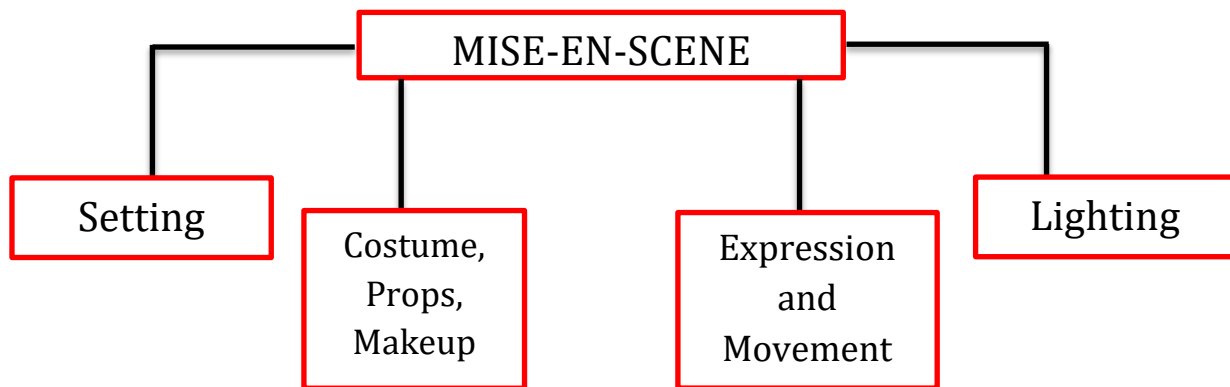 MISE-EN-SCENE
Setting
Costume,
Props,
Makeup
Expression
and
Movement
Lighting